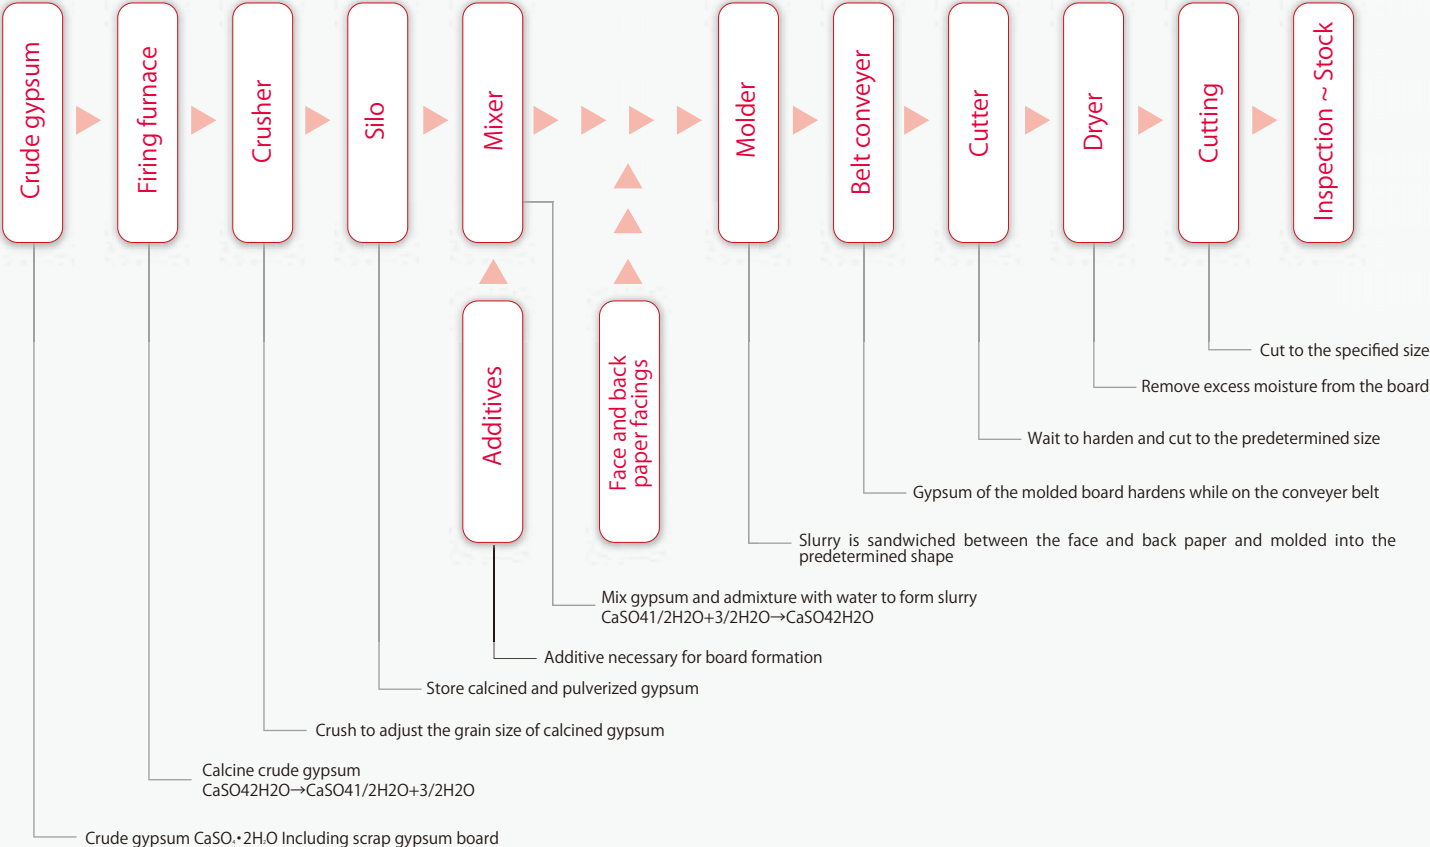 Crude gypsum
Firing furnace
Crusher
Silo
Mixer
Molder
Belt conveyer
Cutter
Dryer
Cutting
Inspection ~ Stock
Additives
Face and back
paper facings
Cut to the specified size
Remove excess moisture from the board
Wait to harden and cut to the predetermined size
Gypsum of the molded board hardens while on the conveyer belt
Slurry is sandwiched between the face and back paper and molded into the
predetermined shape
Mix gypsum and admixture with water to form slurry
CaSO41/2H2O+3/2H2O→CaSO42H2O
Additive necessary for board formation
Store calcined and pulverized gypsum
Crush to adjust the grain size of calcined gypsum
Calcine crude gypsum
CaSO42H2O→CaSO41/2H2O+3/2H2O
Crude gypsum CaSO₄•2H₂O Including scrap gypsum board